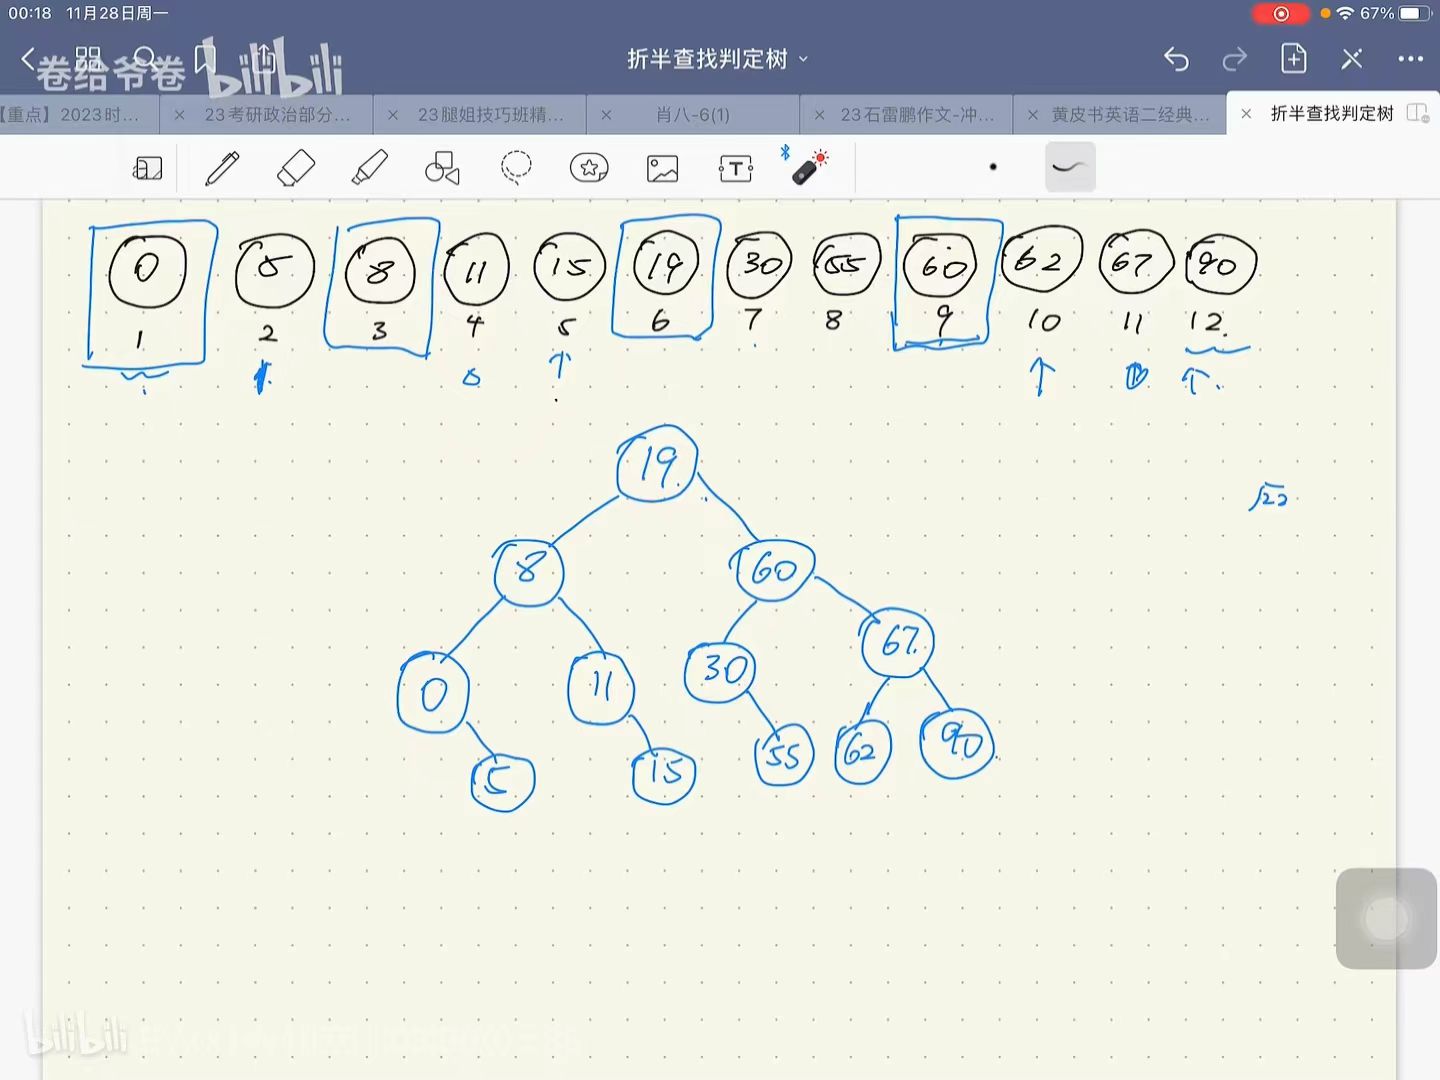 00:18 11月28日周一 67%
卷给爷卷 bilibili
折半查找判定树
【重点】2023时... 23考研政治部分... 23腿姐技巧班精... 肖八-6(1) 23石雷鹏作文-冲... 黄皮书英语二经典... 折半查找判定树
T
0 5 8 11 15 19 30 55 60 62 67 90
1 2 3 4 5 6 7 8 9 10 11 12
19
8 60
0 11 30 67
5 15 55 62 90
bilibili